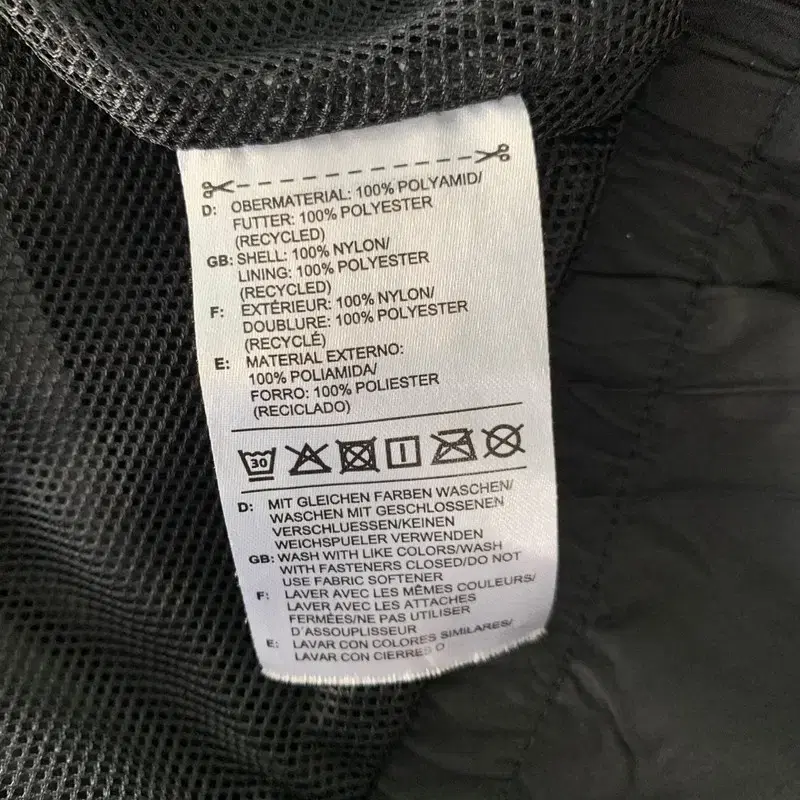 D: OBERMATERIAL: 100% POLYAMID/
FUTTER: 100% POLYESTER
(RECYCLED)
GB: SHELL: 100% NYLON/
LINING: 100% POLYESTER
(RECYCLED)
F: EXTÉRIEUR: 100% NYLON/
DOUBLURE: 100% POLYESTER
(RECYCLÉ)
E: MATERIAL EXTERNO:
100% POLIAMIDA/
FORRO: 100% POLIESTER
(RECICLADO)
30
D: MIT GLEICHEN FARBEN WASCHEN/
WASCHEN MIT GESCHLOSSENEN
VERSCHLUESSEN/KEINEN
WEICHSPUELER VERWENDEN
GB: WASH WITH LIKE COLORS/WASH
WITH FASTENERS CLOSED/DO NOT
USE FABRIC SOFTENER
F: LAVER AVEC LES MÊMES COULEURS/
LAVER AVEC LES ATTACHES
FERMÉES/NE PAS UTILISER
D'ASSOUPLISSEUR
E: LAVAR CON COLORES SIMILARES/
LAVAR CON CIERRES